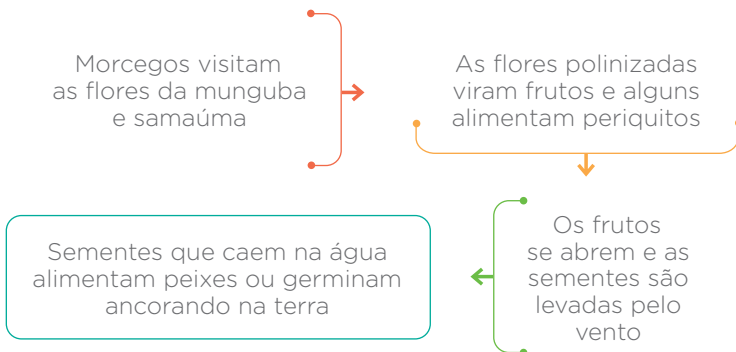 Morcegos visitam
as flores da munguba
e samaúma
As flores polinizadas
viram frutos e alguns
alimentam periquitos
Os frutos
se abrem e as
sementes são
levadas pelo
vento
Sementes que caem na água
alimentam peixes ou germinam
ancorando na terra